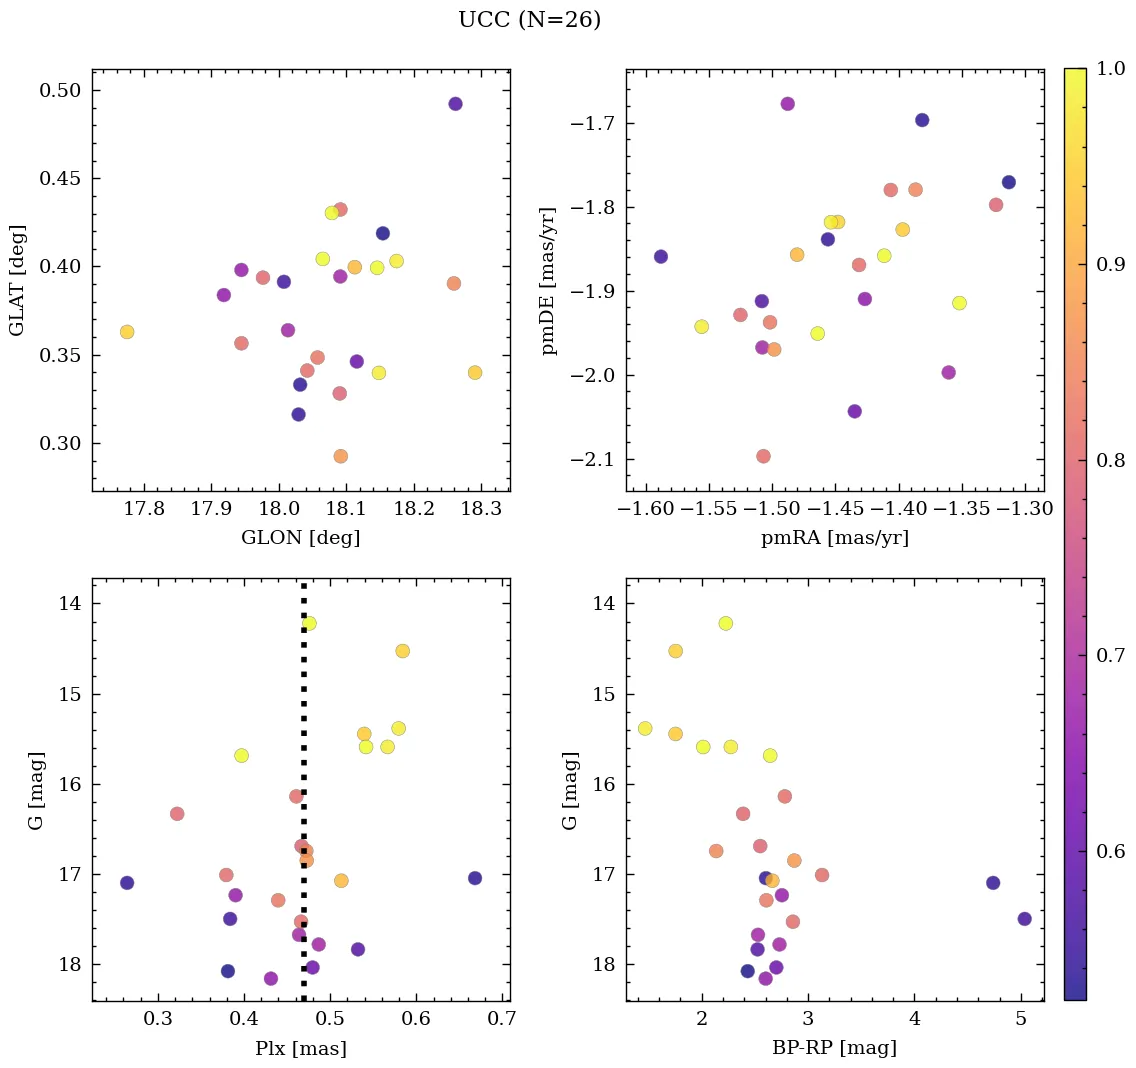 UCC (N=26)
0.50
0.45
0.40
0.35
0.30
GLAT [deg]
17.8 17.9 18.0 18.1 18.2 18.3
GLON [deg]
−1.7
−1.8
−1.9
−2.0
−2.1
pmDE [mas/yr]
−1.60 −1.55 −1.50 −1.45 −1.40 −1.35 −1.30
pmRA [mas/yr]
14
15
16
17
18
G [mag]
0.3 0.4 0.5 0.6 0.7
Plx [mas]
14
15
16
17
18
G [mag]
2 3 4 5
BP-RP [mag]
1.0
0.9
0.8
0.7
0.6